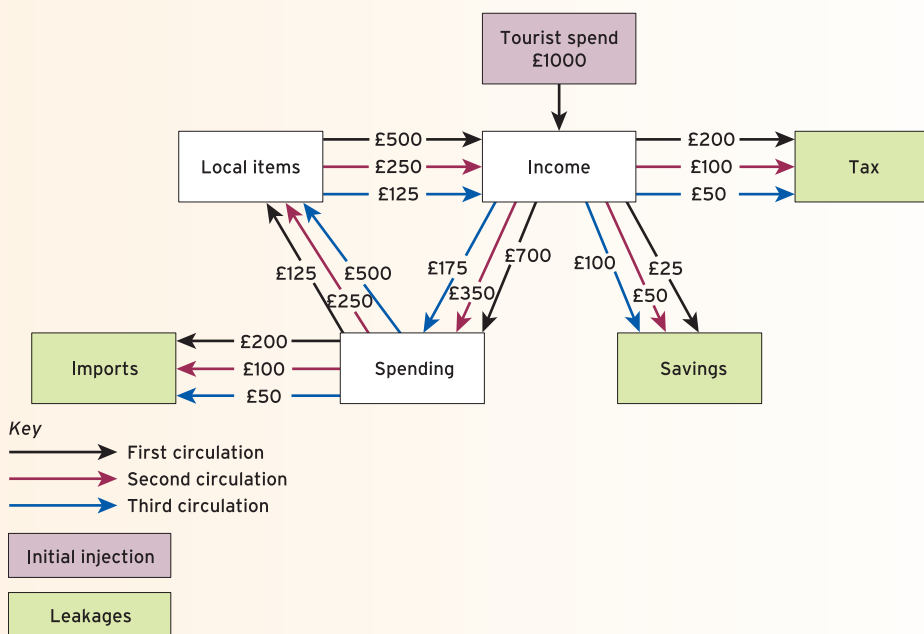 Tourist spend
£1000
Local items
£500
£250
£125
Income
£200
£100
£50
Tax
£125
£250
£500
£175
£350
£700
£100
£50
£25
Imports
£200
£100
£50
Spending
Savings
Key
First circulation
Second circulation
Third circulation
Initial injection
Leakages